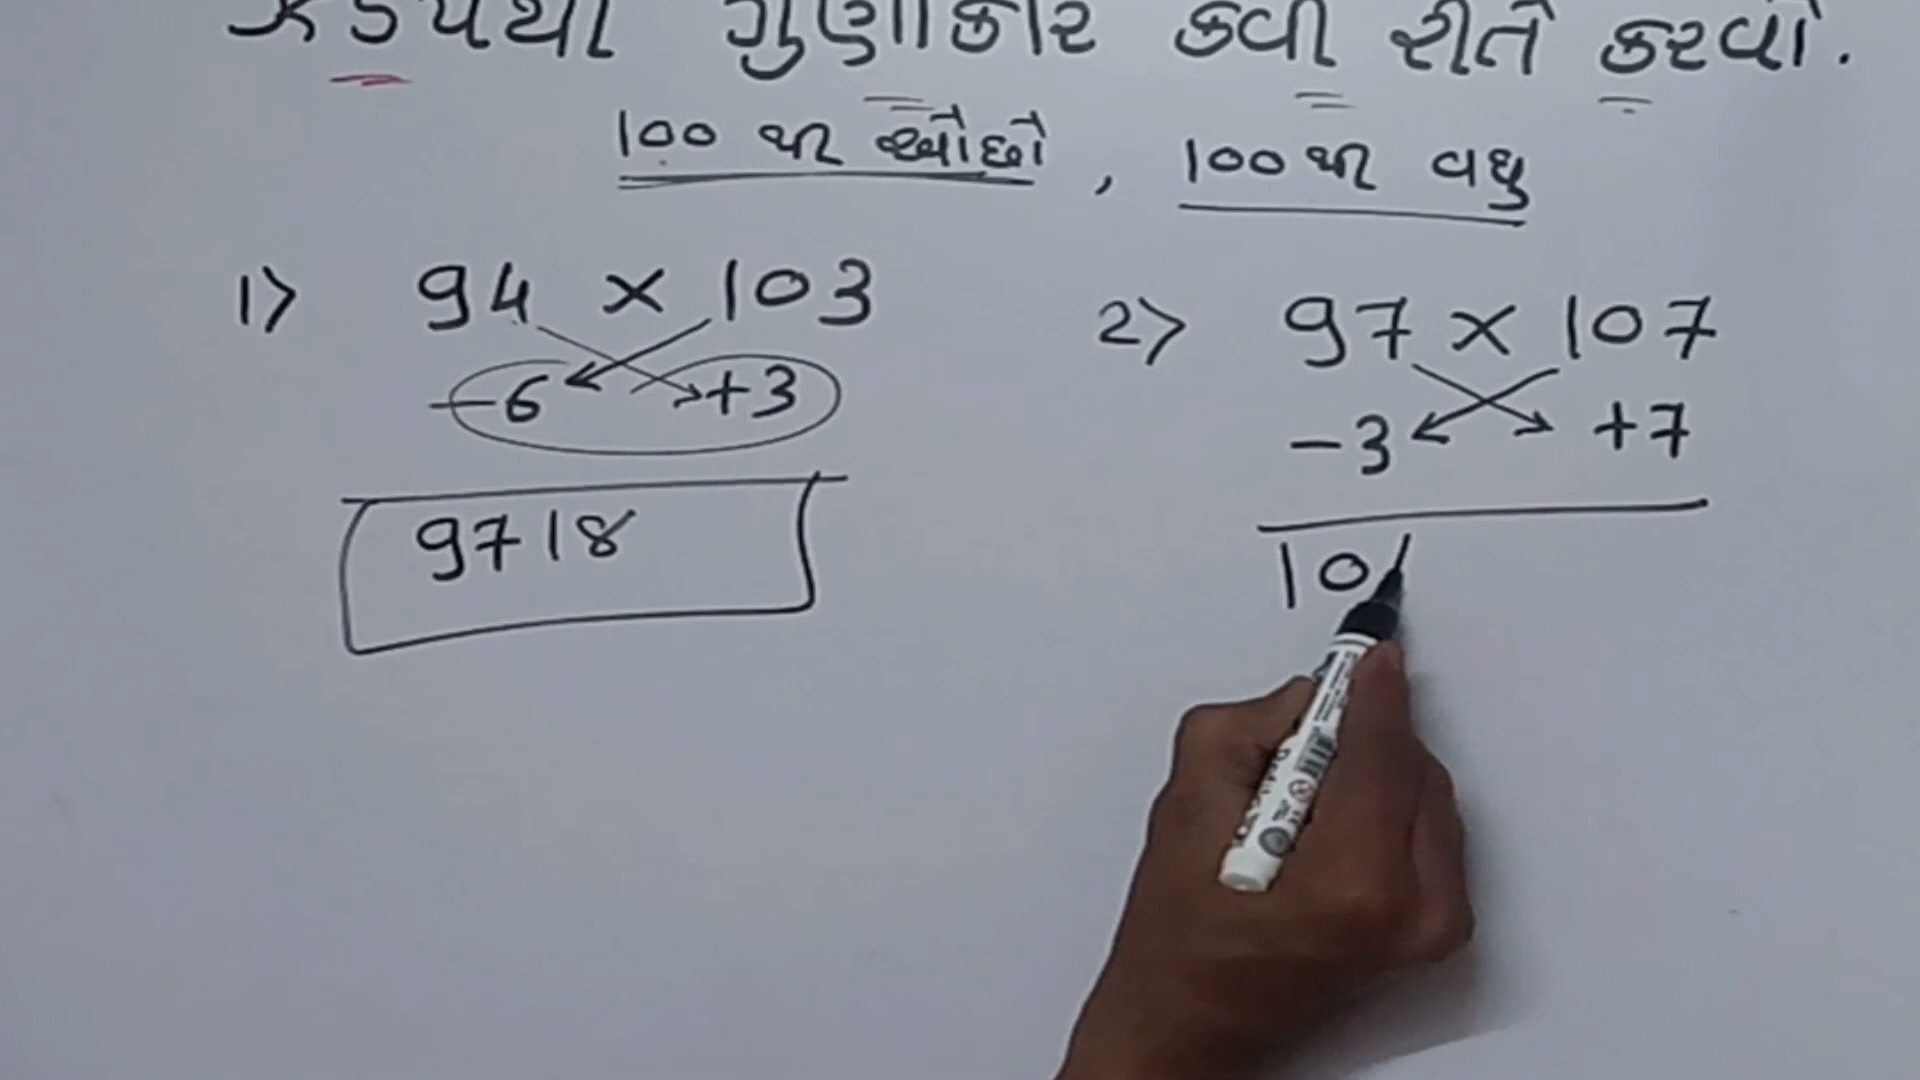 ઝડપથી ગુણાકાર કેવી રીતે કરવો.
100 થી ઓછો, 100 થી વધુ
1) 94 × 103
-6 +3
9718
2) 97 × 107
-3 +7
10